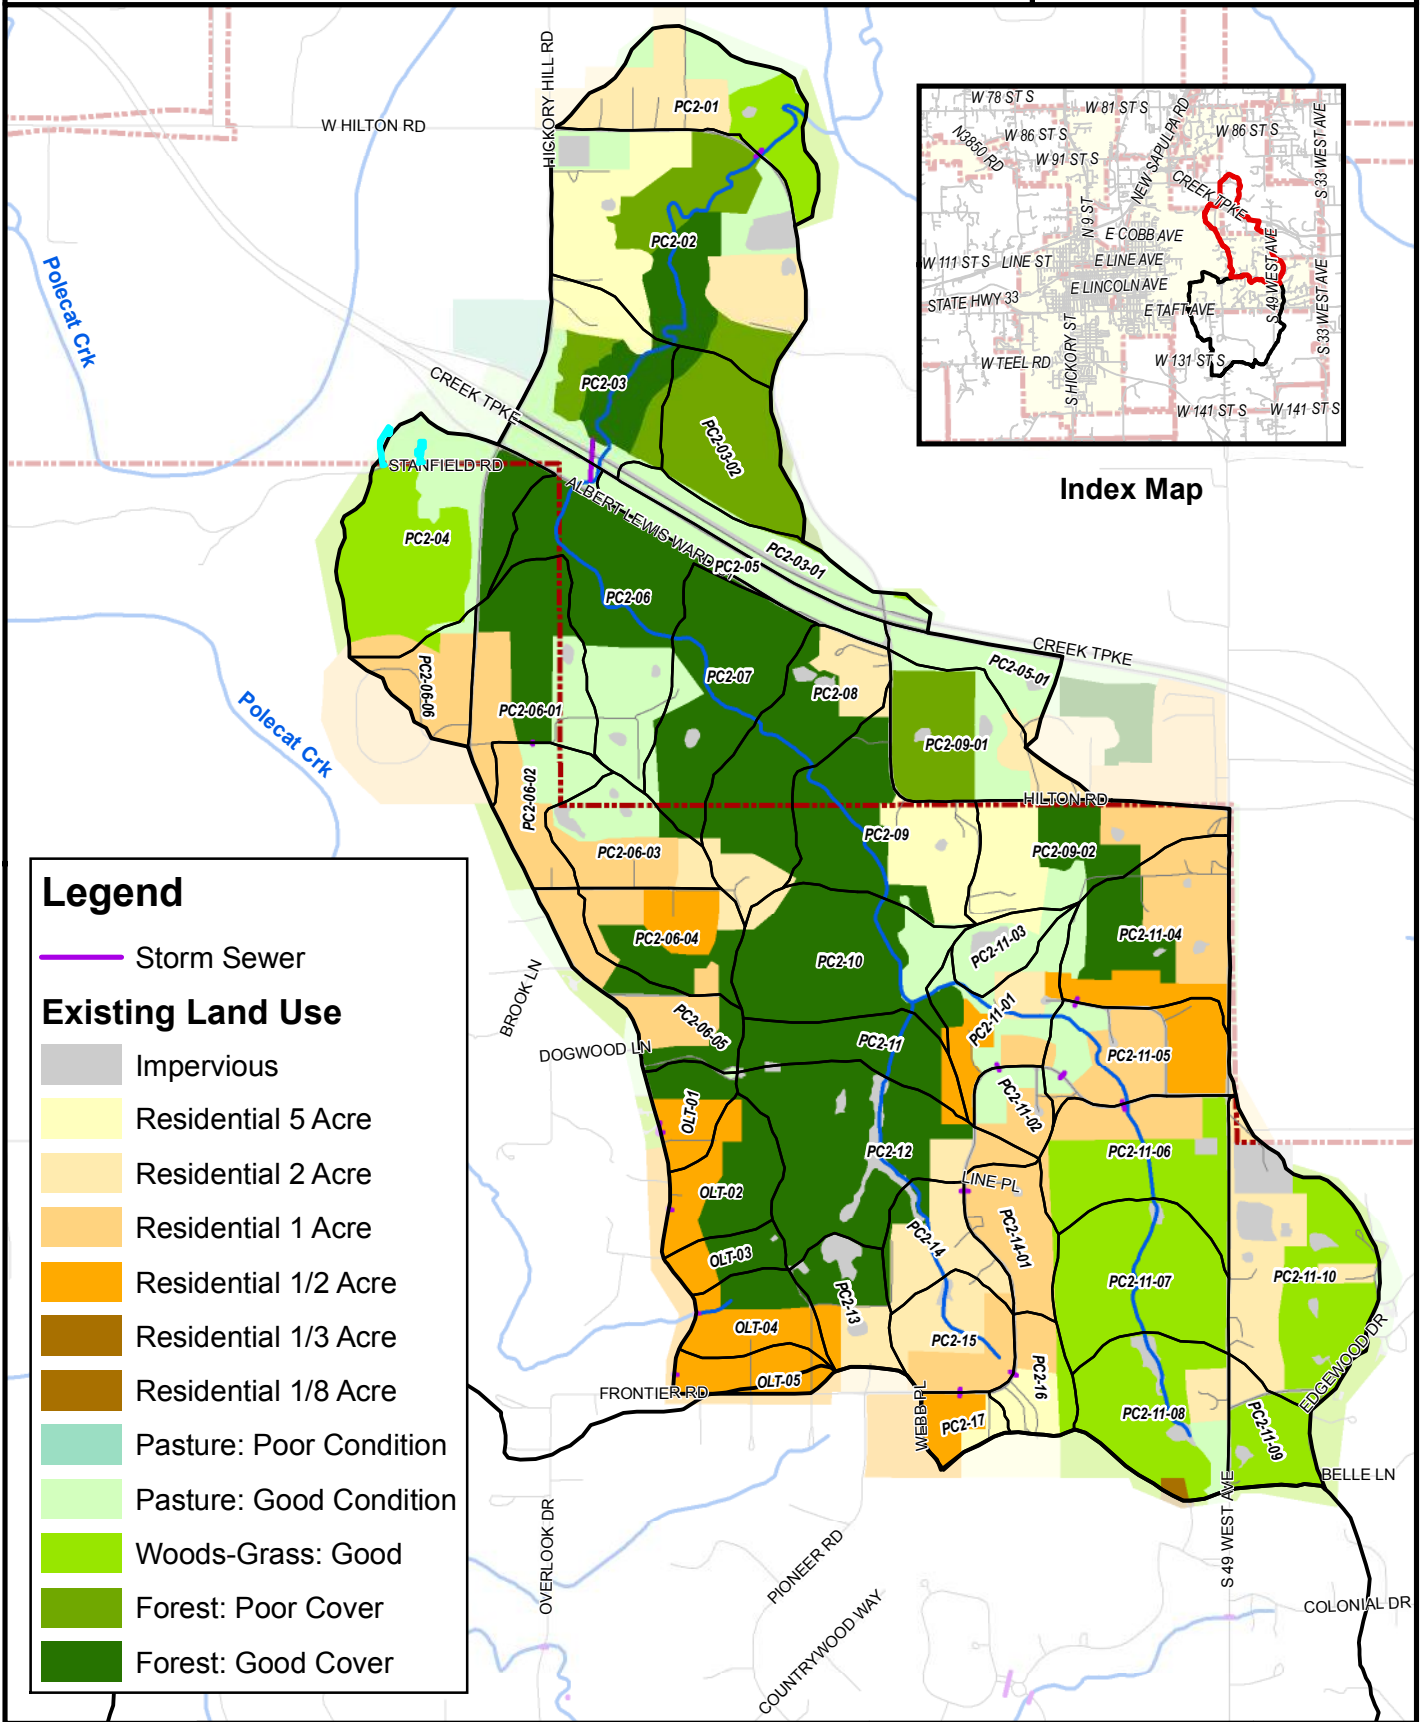 HICKORY HILL RD
W HILTON RD
PC2-01
PC2-02
Polecat Crk
CREEK TPKE
PC2-03
PC2-03-02
STANFIELD RD
ALBERT LEWIS WARD
PC2-04
PC2-05
PC2-03-01
PC2-06
CREEK TPKE
PC2-05-01
PC2-06-06
PC2-06-01
PC2-07
PC2-08
PC2-09-01
Polecat Crk
PC2-06-02
HILTON RD
PC2-09
PC2-06-03
PC2-09-02
PC2-06-04
PC2-10
PC2-11-03
PC2-11-04
BROOK LN
DOGWOOD LN
PC2-06-05
PC2-11
PC2-11-01
PC2-11-05
OLT-01
PC2-11-02
PC2-12
PC2-11-06
OLT-02
LINE PL
OLT-03
PC2-14
PC2-14-01
PC2-11-07
PC2-11-10
PC2-13
OLT-04
PC2-15
PC2-16
EDGEWOOD DR
FRONTIER RD
OLT-05
WEBB PL
PC2-17
PC2-11-08
PC2-11-09
BELLE LN
S 49 WEST AVE
OVERLOOK DR
PIONEER RD
COUNTRYWOOD WAY
COLONIAL DR
W 78 ST S
W 81 ST S
N3850 RD
W 86 ST S
NEW SAPULPA RD
W 86 ST S
S 33 WEST AVE
W 91 ST S
CREEK TPKE
N 9 ST
E COBB AVE
W 111 ST S
LINE ST
E LINE AVE
S 49 WEST AVE
E LINCOLN AVE
STATE HWY 33
E TAFT AVE
S 33 WEST AVE
S HICKORY ST
W TEEL RD
W 131 ST S
W 141 ST S
W 141 ST S
Index Map
Legend
Storm Sewer
Existing Land Use
Impervious
Residential 5 Acre
Residential 2 Acre
Residential 1 Acre
Residential 1/2 Acre
Residential 1/3 Acre
Residential 1/8 Acre
Pasture: Poor Condition
Pasture: Good Condition
Woods-Grass: Good
Forest: Poor Cover
Forest: Good Cover